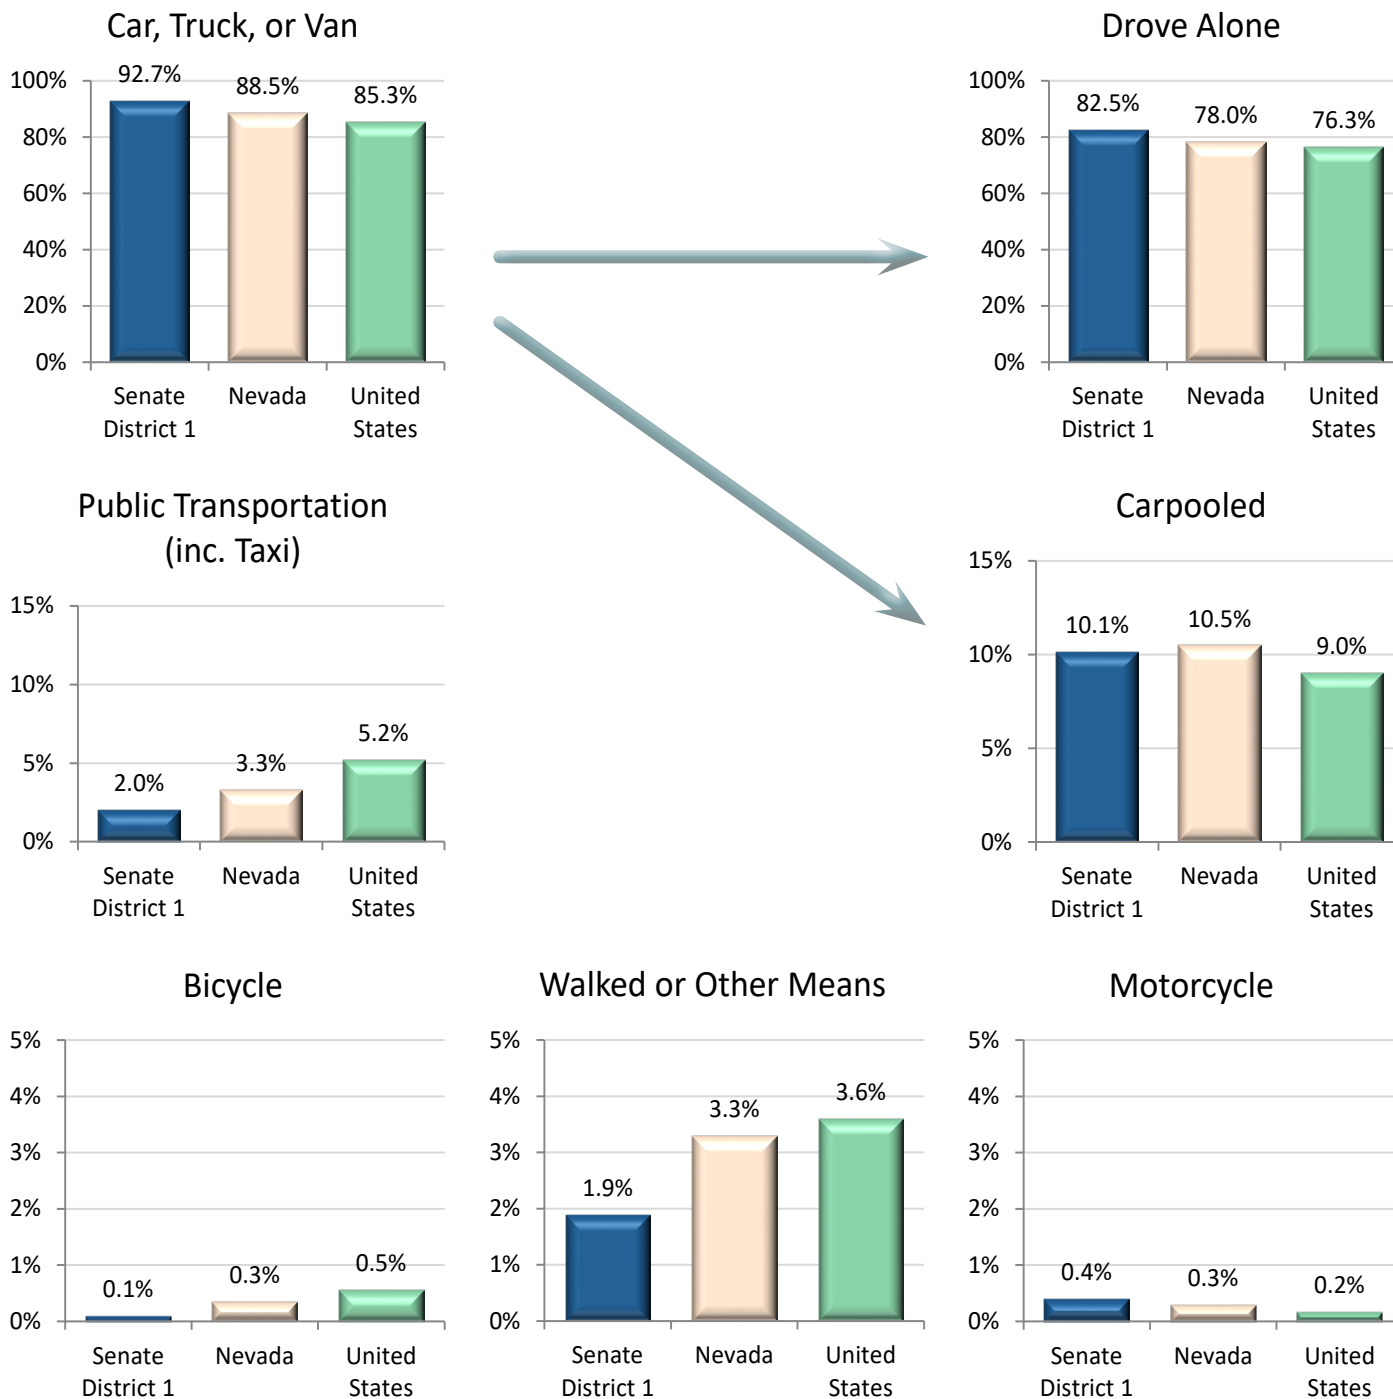 Car, Truck, or Van
100%
80%
60%
40%
20%
0%
92.7%
88.5%
85.3%
Senate
District 1
Nevada
United
States
Drove Alone
100%
80%
60%
40%
20%
0%
82.5%
78.0%
76.3%
Senate
District 1
Nevada
United
States
Public Transportation
(inc. Taxi)
15%
10%
5%
0%
2.0%
3.3%
5.2%
Senate
District 1
Nevada
United
States
Carpooled
15%
10%
5%
0%
10.1%
10.5%
9.0%
Senate
District 1
Nevada
United
States
Bicycle
5%
4%
3%
2%
1%
0%
0.1%
0.3%
0.5%
Senate
District 1
Nevada
United
States
Walked or Other Means
5%
4%
3%
2%
1%
0%
1.9%
3.3%
3.6%
Senate
District 1
Nevada
United
States
Motorcycle
5%
4%
3%
2%
1%
0%
0.4%
0.3%
0.2%
Senate
District 1
Nevada
United
States